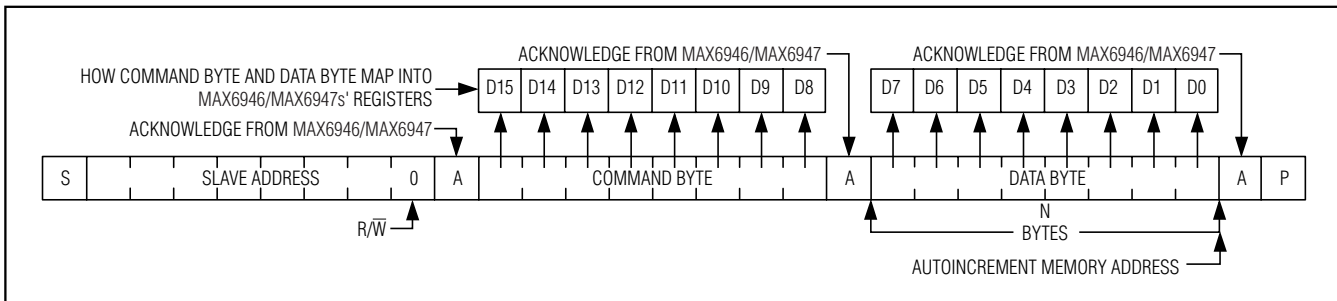 ACKNOWLEDGE FROM MAX6946/MAX6947
ACKNOWLEDGE FROM MAX6946/MAX6947
HOW COMMAND BYTE AND DATA BYTE MAP INTO
MAX6946/MAX6947s' REGISTERS
D15 D14 D13 D12 D11 D10 D9 D8
D7 D6 D5 D4 D3 D2 D1 D0
ACKNOWLEDGE FROM MAX6946/MAX6947
S SLAVE ADDRESS 0 A COMMAND BYTE A DATA BYTE A P
R/W̅
N
BYTES
AUTOINCREMENT MEMORY ADDRESS